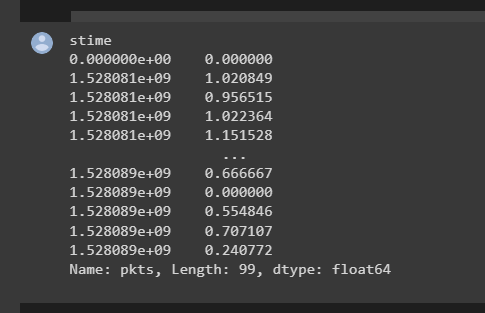 stime
0.000000e+00    0.000000
1.528081e+09    1.020849
1.528081e+09    0.956515
1.528081e+09    1.022364
1.528081e+09    1.151528
                  ...
1.528089e+09    0.666667
1.528089e+09    0.000000
1.528089e+09    0.554846
1.528089e+09    0.707107
1.528089e+09    0.240772
Name: pkts, Length: 99, dtype: float64